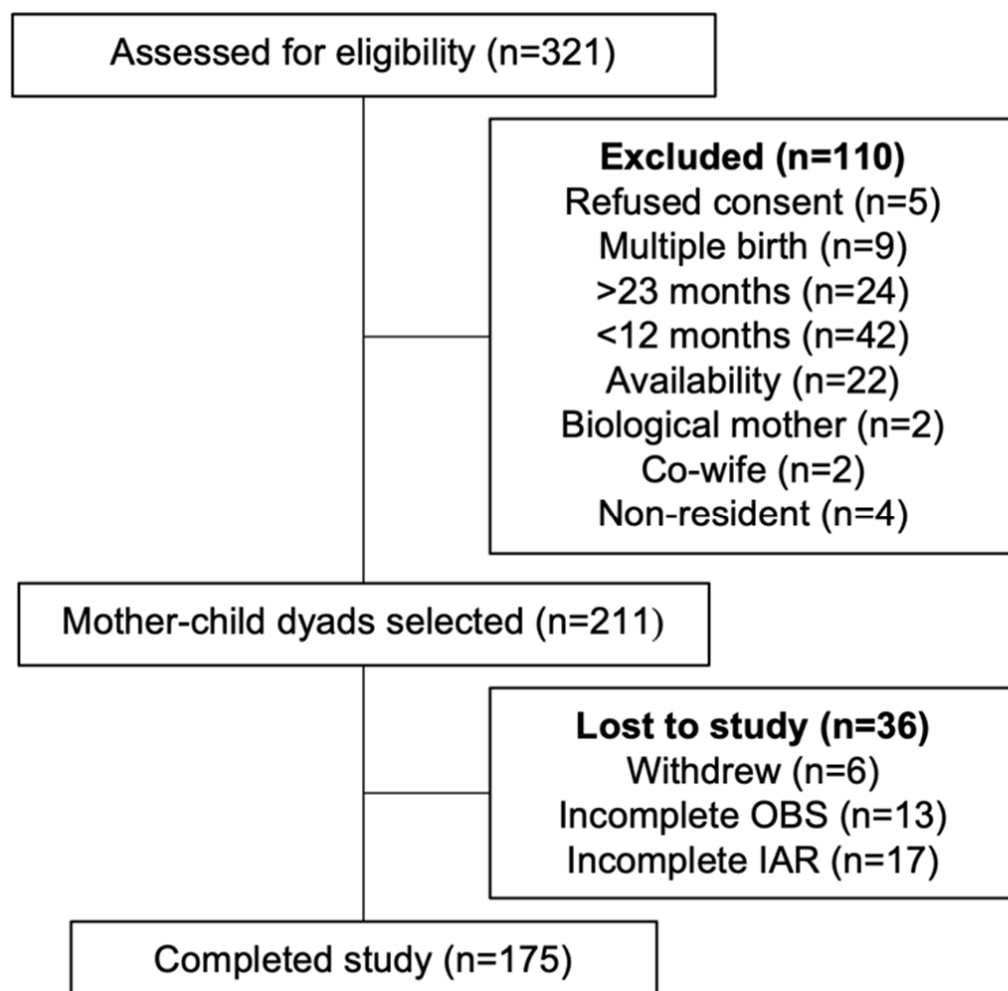 Assessed for eligibility (n=321)
Excluded (n=110)
Refused consent (n=5)
Multiple birth (n=9)
>23 months (n=24)
<12 months (n=42)
Availability (n=22)
Biological mother (n=2)
Co-wife (n=2)
Non-resident (n=4)
Mother-child dyads selected (n=211)
Lost to study (n=36)
Withdrew (n=6)
Incomplete OBS (n=13)
Incomplete IAR (n=17)
Completed study (n=175)